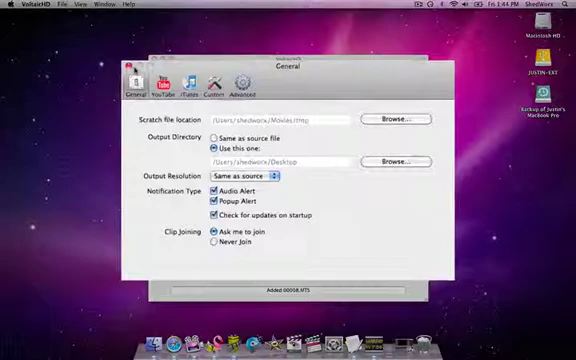 VoltaicHD File View Window Help Fri 1:44 PM ShedWorx
General
General YouTube iTunes Custom Advanced
Scratch file location /Users/shedworx/Movies/tmp Browse...
Output Directory Same as source file
Use this one:
/Users/shedworx/Desktop Browse...
Output Resolution Same as source
Notification Type Audio Alert
Popup Alert
Check for updates on startup
Clip Joining Ask me to join
Never Join
Added 00008.MTS
Macintosh HD
JUSTIN-EXT
Backup of Justin's
MacBook Pro